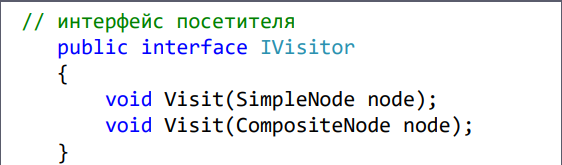 // интерфейс посетителя
public interface IVisitor
{
void Visit(SimpleNode node);
void Visit(CompositeNode node);
}